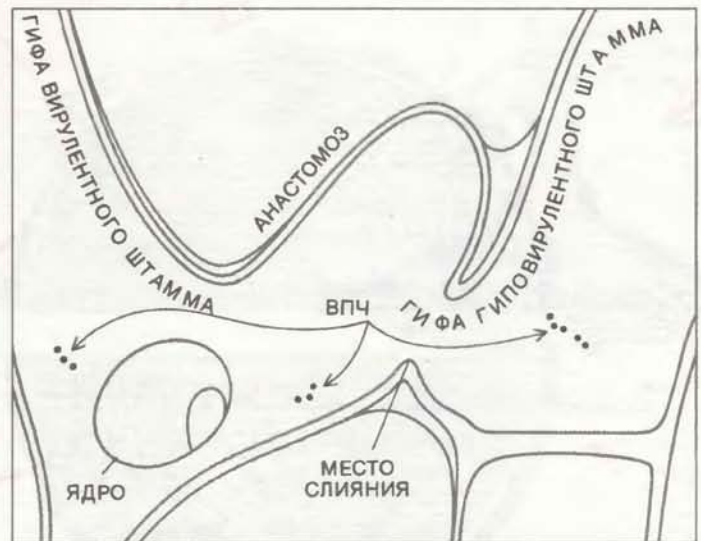 ГИФА ВИРУЛЕНТНОГО ШТАММА
АНАСТОМОЗ
ГИФА ГИПОВИРУЛЕНТНОГО ШТАММА
ВПЧ
ЯДРО
МЕСТО
СЛИЯНИЯ